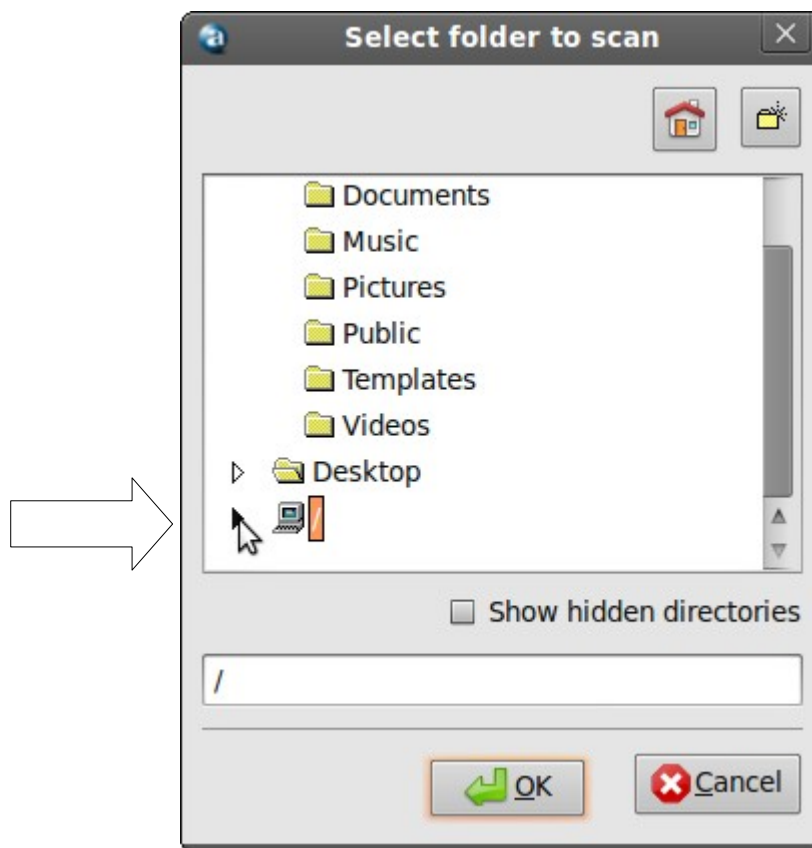 Select folder to scan
Documents
Music
Pictures
Public
Templates
Videos
Desktop
/
Show hidden directories
/
OK
Cancel